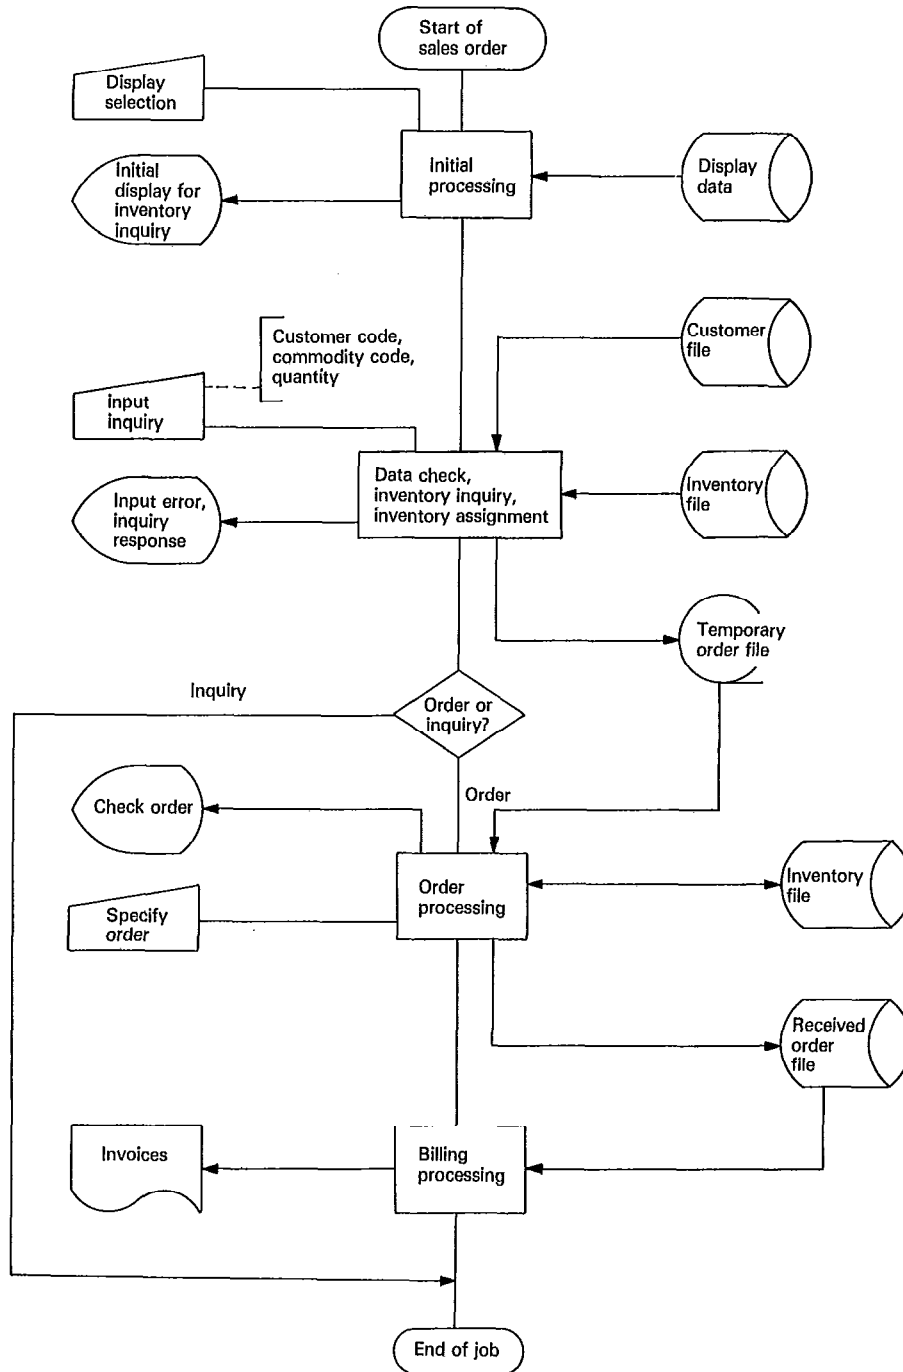 Start of
sales order
Display
selection
Initial
processing
Display
data
Initial
display for
inventory
inquiry
Customer code,
commodity code,
quantity
Customer
file
input
inquiry
Data check,
inventory inquiry,
inventory assignment
Inventory
file
Input error,
inquiry
response
Temporary
order file
Inquiry
Order or
inquiry?
Order
Check order
Order
processing
Inventory
file
Specify
order
Received
order
file
Invoices
Billing
processing
End of job